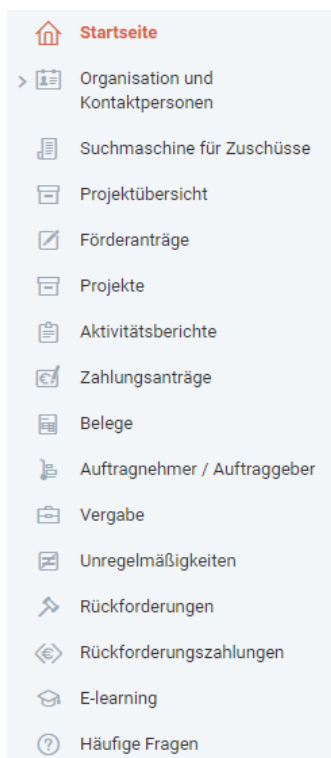 Startseite
Organisation und
Kontaktpersonen
Suchmaschine für Zuschüsse
Projektübersicht
Förderanträge
Projekte
Aktivitätsberichte
Zahlungsanträge
Belege
Auftragnehmer / Auftraggeber
Vergabe
Unregelmäßigkeiten
Rückforderungen
Rückforderungszahlungen
E-learning
Häufige Fragen